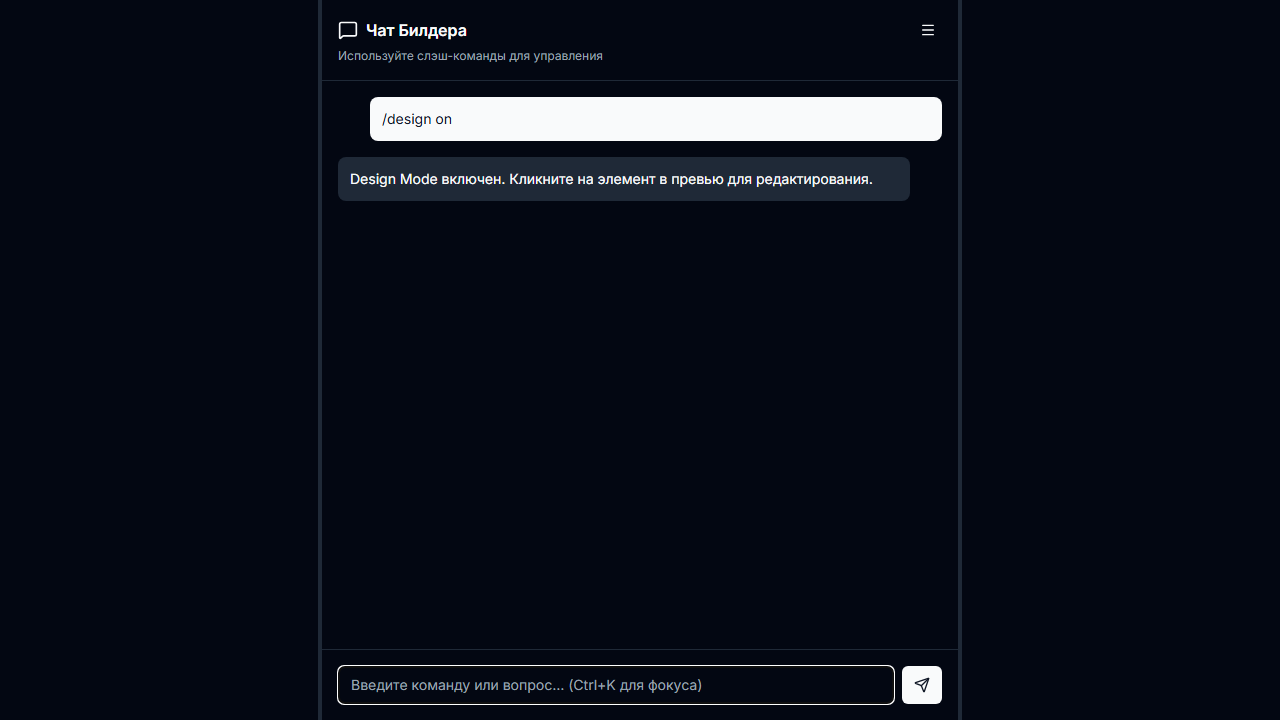 Чат Билдера
Используйте слэш-команды для управления
/design on
Design Mode включен. Кликните на элемент в превью для редактирования.
Введите команду или вопрос... (Ctrl+K для фокуса)